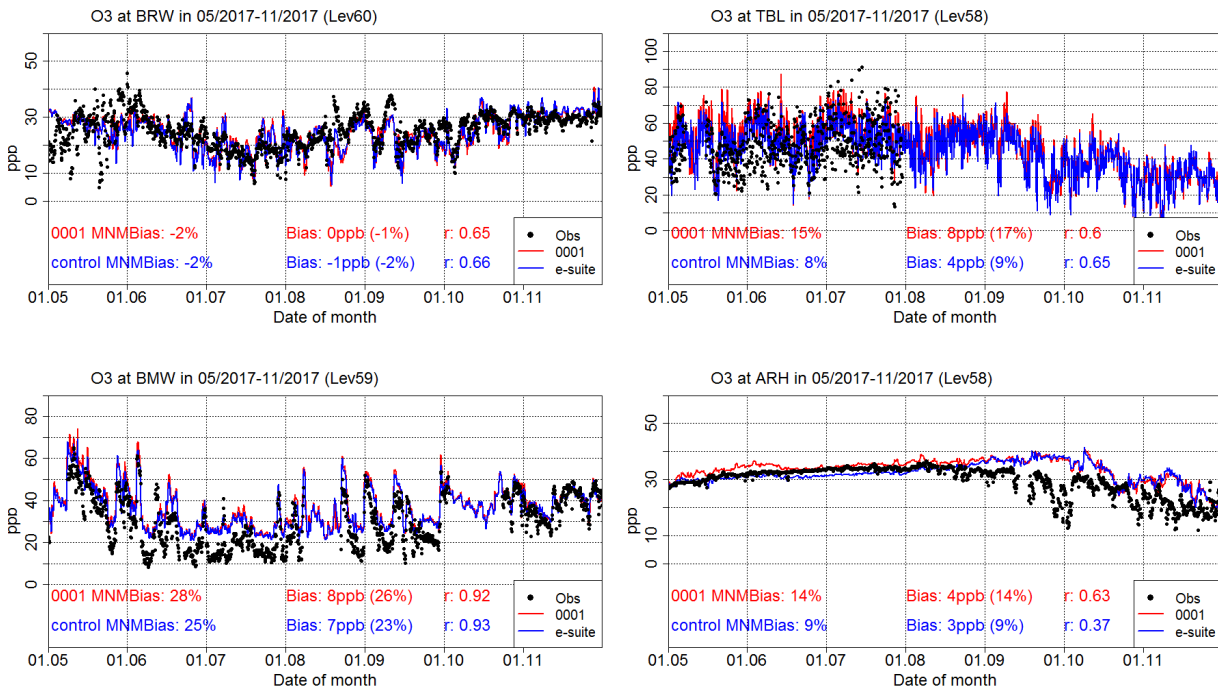 O3 at BRW in 05/2017-11/2017 (Lev60)
ppb
0 10 30 50
0001 MNMBias: -2% Bias: 0ppb (-1%) r: 0.65
control MNMBias: -2% Bias: -1ppb (-2%) r: 0.66
Obs
0001
e-suite
01.05 01.06 01.07 01.08 01.09 01.10 01.11
Date of month
O3 at TBL in 05/2017-11/2017 (Lev58)
ppb
0 20 40 60 80 100
0001 MNMBias: 15% Bias: 8ppb (17%) r: 0.6
control MNMBias: 8% Bias: 4ppb (9%) r: 0.65
Obs
0001
e-suite
01.05 01.06 01.07 01.08 01.09 01.10 01.11
Date of month
O3 at BMW in 05/2017-11/2017 (Lev59)
ppb
0 20 40 60 80
0001 MNMBias: 28% Bias: 8ppb (26%) r: 0.92
control MNMBias: 25% Bias: 7ppb (23%) r: 0.93
Obs
0001
e-suite
01.05 01.06 01.07 01.08 01.09 01.10 01.11
Date of month
O3 at ARH in 05/2017-11/2017 (Lev58)
ppb
0 10 30 50
0001 MNMBias: 14% Bias: 4ppb (14%) r: 0.63
control MNMBias: 9% Bias: 3ppb (9%) r: 0.37
Obs
0001
e-suite
01.05 01.06 01.07 01.08 01.09 01.10 01.11
Date of month